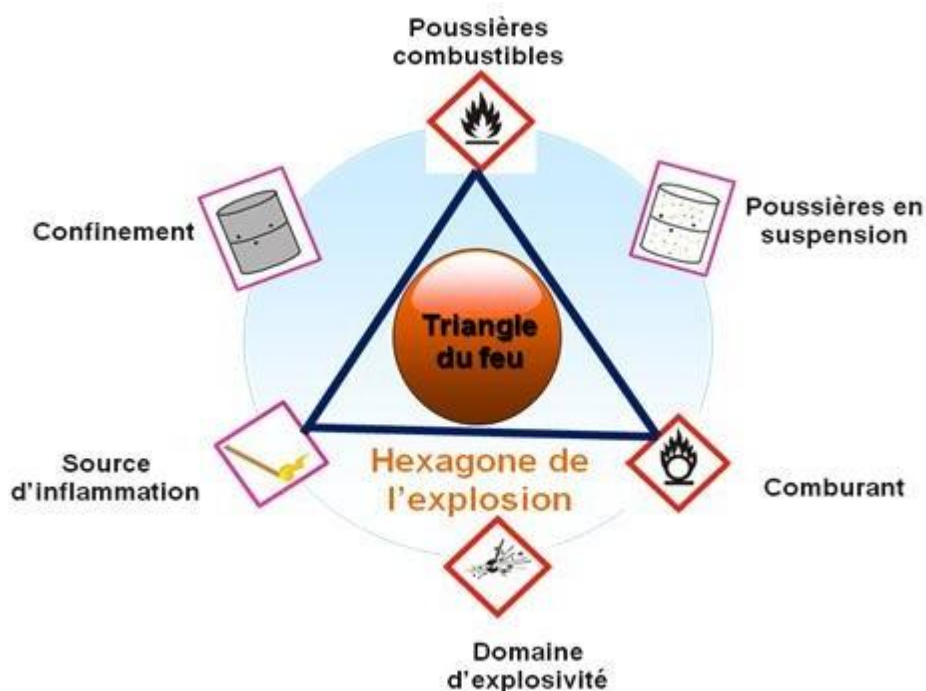 Poussières
combustibles
Confinement
Poussières en
suspension
Triangle
du feu
Source
d'inflammation
Hexagone de
l'explosion
Comburant
Domaine
d'explosivité